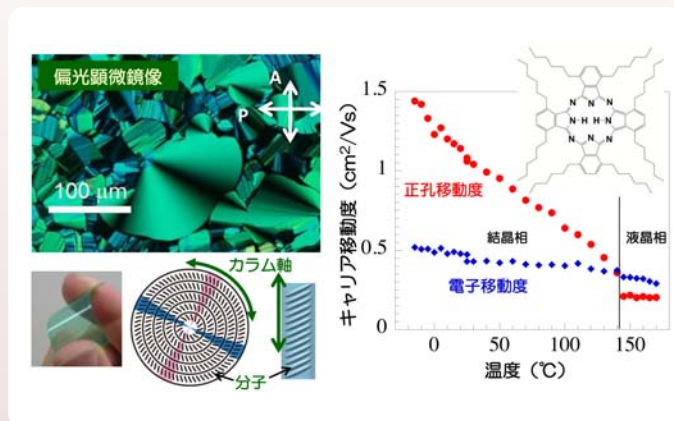 偏光顕微鏡像
A
P
100 μm
カラム軸
分子
キャリア移動度（cm²/Vs）
1.5
1
0.5
0
正孔移動度
電子移動度
結晶相
液晶相
0
50
100
150
温度（℃）
N
N
N
N
H
H
N
N
N
N